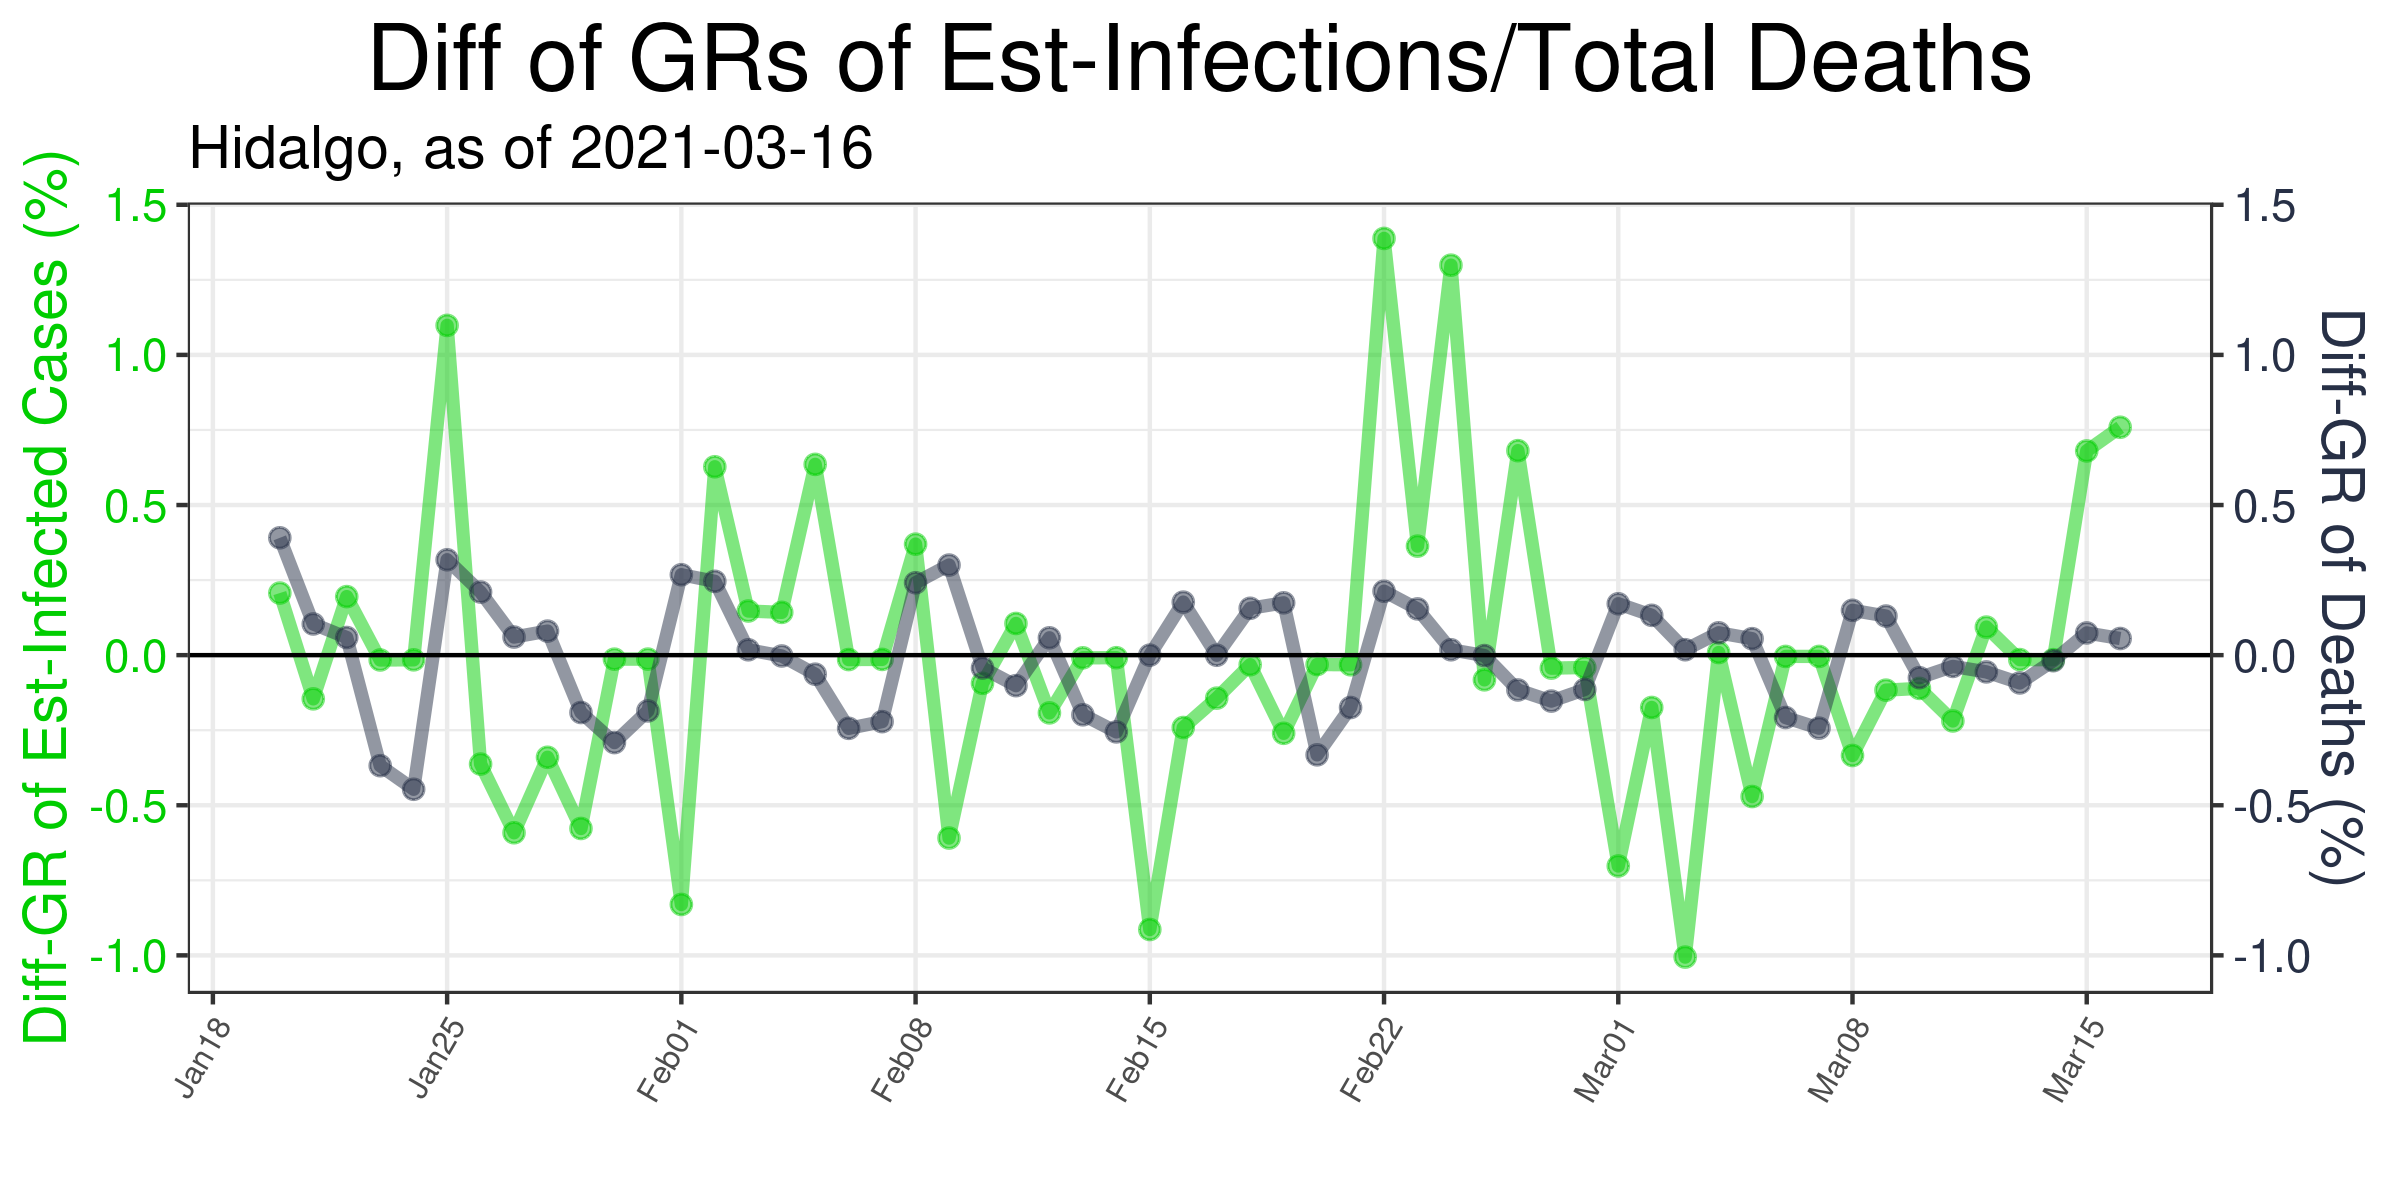 Diff of GRs of Est-Infections/Total Deaths
Hidalgo, as of 2021-03-16
Diff-GR of Est-Infected Cases (%)
1.5
1.0
0.5
0.0
-0.5
-1.0
1.5
1.0
0.5
0.0
-0.5
-1.0
Diff-GR of Deaths (%)
Jan18
Jan25
Feb01
Feb08
Feb15
Feb22
Mar01
Mar08
Mar15